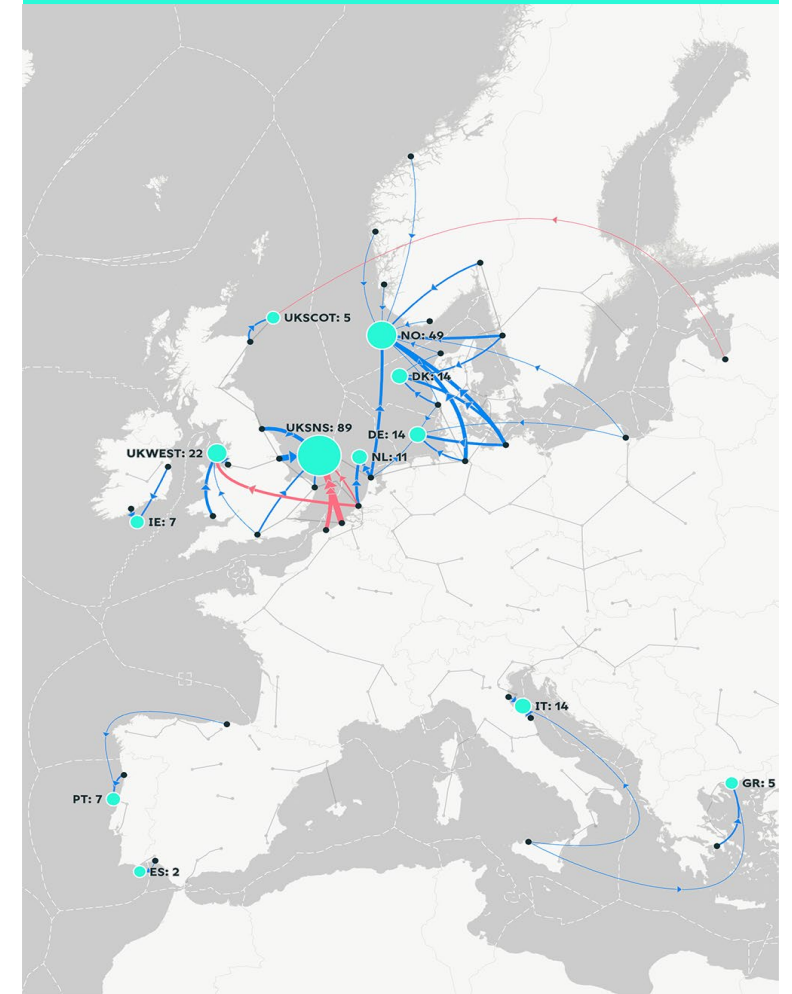 UKSCOT: 5
NO: 49
DK: 14
UKSNS: 89
DE: 14
UKWEST: 22
NL: 11
IE: 7
IT: 14
GR: 5
PT: 7
ES: 2